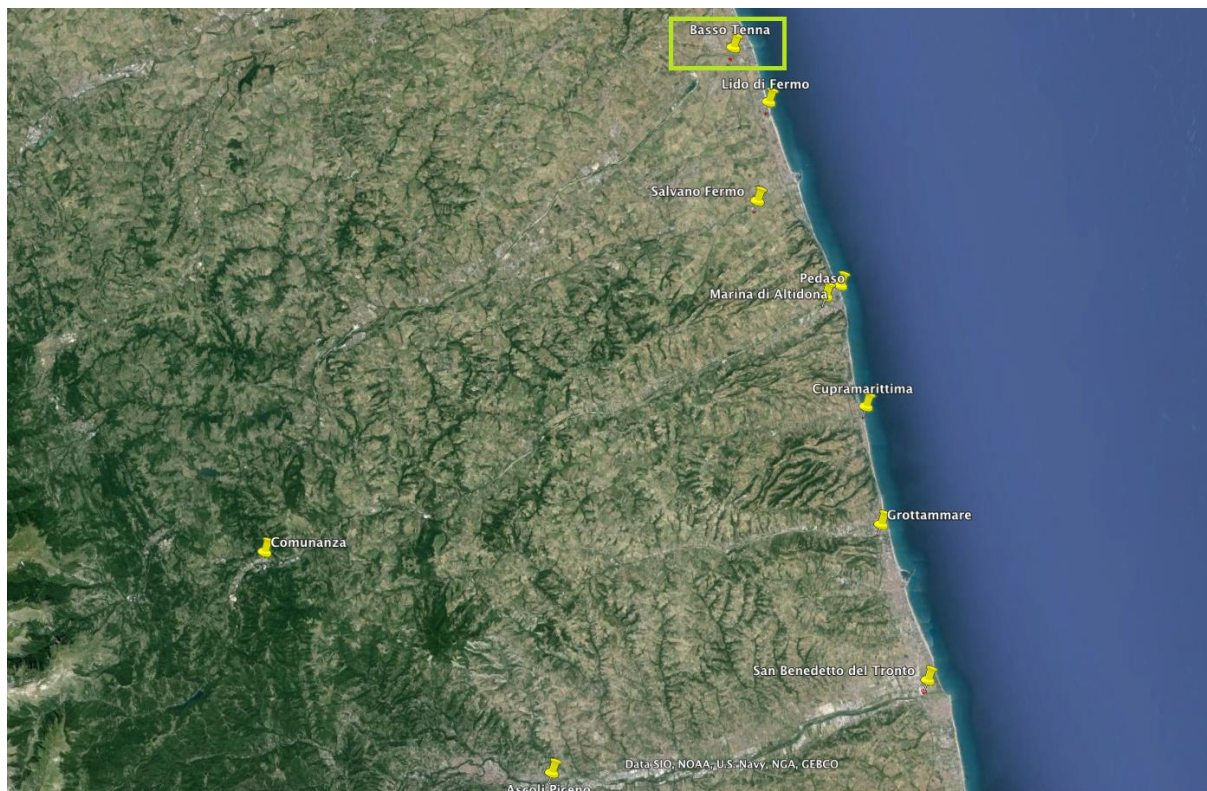 Basso Tenna
Lido di Fermo
Salvano Fermo
Pedaso
Marina di Altidona
Cupramarittima
Grottammare
Comunanza
San Benedetto del Tronto
Data SIO, NOAA, U.S. Navy, NGA, GEBCO
Ascoli Piceno